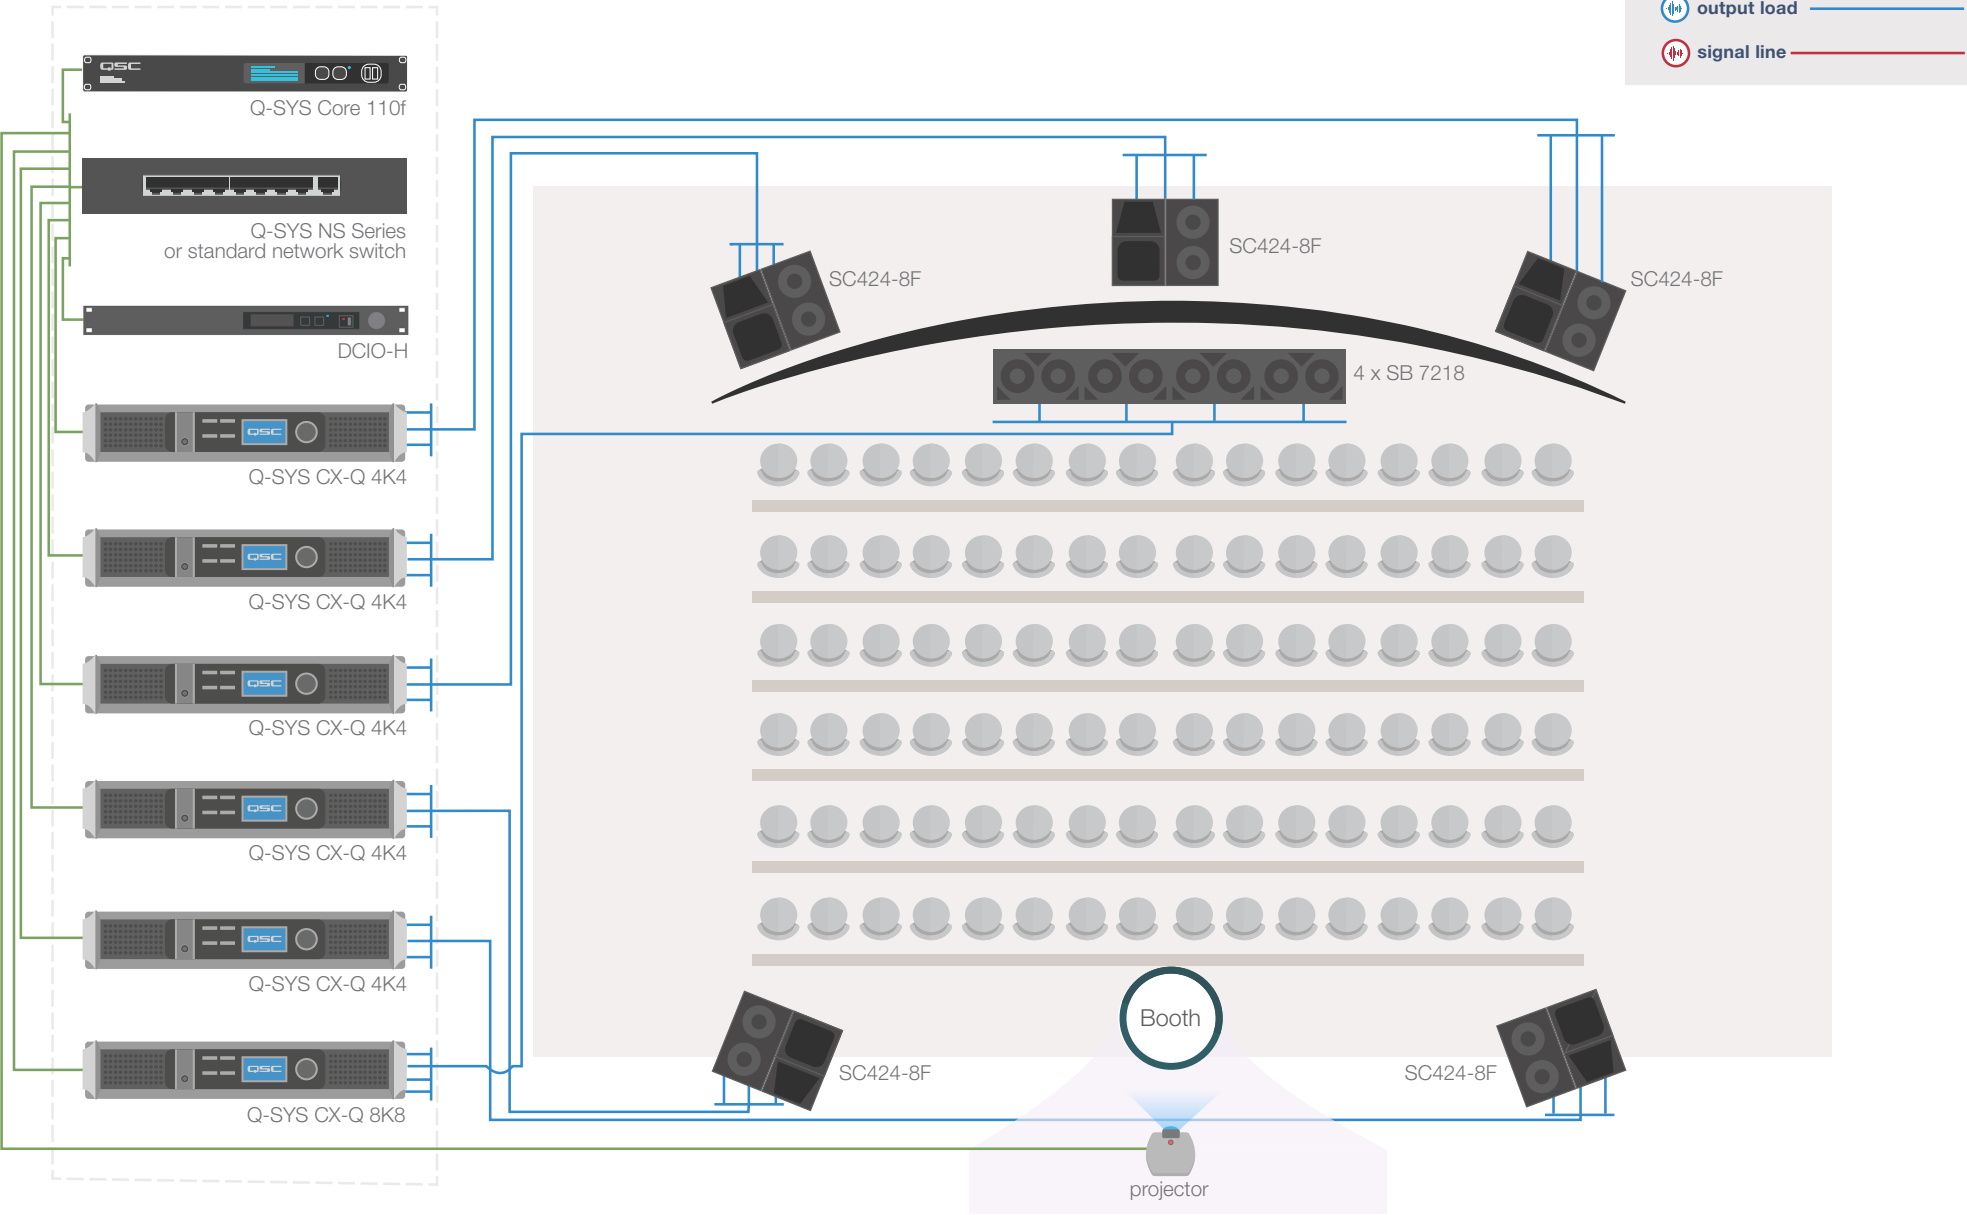 output load
signal line
QSC
Q-SYS Core 110f
Q-SYS NS Series
or standard network switch
DCIO-H
QSC
Q-SYS CX-Q 4K4
QSC
Q-SYS CX-Q 4K4
QSC
Q-SYS CX-Q 4K4
QSC
Q-SYS CX-Q 4K4
QSC
Q-SYS CX-Q 4K4
QSC
Q-SYS CX-Q 8K8
SC424-8F
SC424-8F
SC424-8F
4 x SB 7218
Booth
SC424-8F
SC424-8F
projector